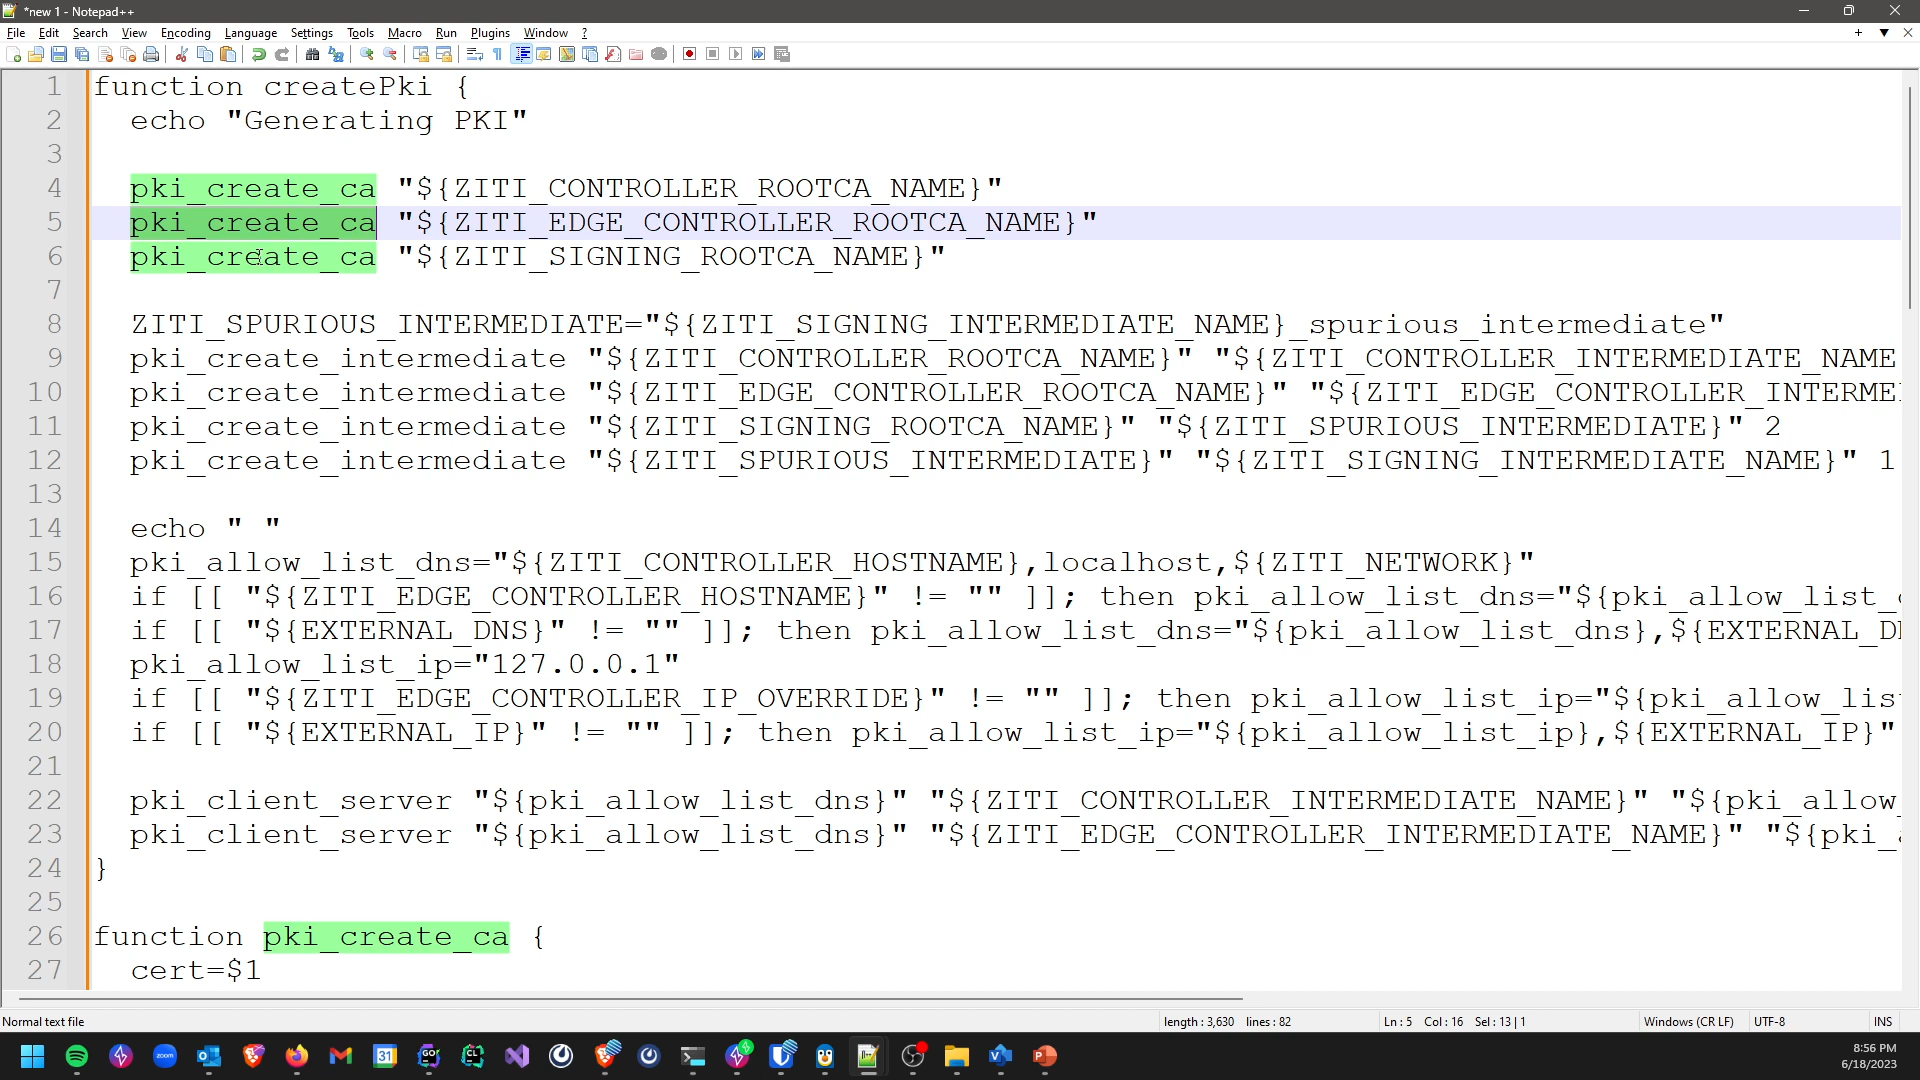 *new 1 - Notepad++
File Edit Search View Encoding Language Settings Tools Macro Run Plugins Window ?
1 function createPki {
2 echo "Generating PKI"
3
4 pki_create_ca "${ZITI_CONTROLLER_ROOTCA_NAME}"
5 pki_create_ca "${ZITI_EDGE_CONTROLLER_ROOTCA_NAME}"
6 pki_create_ca "${ZITI_SIGNING_ROOTCA_NAME}"
7
8 ZITI_SPURIOUS_INTERMEDIATE="${ZITI_SIGNING_INTERMEDIATE_NAME}_spurious_intermediate"
9 pki_create_intermediate "${ZITI_CONTROLLER_ROOTCA_NAME}" "${ZITI_CONTROLLER_INTERMEDIATE_NAME
10 pki_create_intermediate "${ZITI_EDGE_CONTROLLER_ROOTCA_NAME}" "${ZITI_EDGE_CONTROLLER_INTERME
11 pki_create_intermediate "${ZITI_SIGNING_ROOTCA_NAME}" "${ZITI_SPURIOUS_INTERMEDIATE}" 2
12 pki_create_intermediate "${ZITI_SPURIOUS_INTERMEDIATE}" "${ZITI_SIGNING_INTERMEDIATE_NAME}" 1
13
14 echo " "
15 pki_allow_list_dns="${ZITI_CONTROLLER_HOSTNAME},localhost,${ZITI_NETWORK}"
16 if [[ "${ZITI_EDGE_CONTROLLER_HOSTNAME}" != "" ]]; then pki_allow_list_dns="${pki_allow_list_
17 if [[ "${EXTERNAL_DNS}" != "" ]]; then pki_allow_list_dns="${pki_allow_list_dns},${EXTERNAL_D
18 pki_allow_list_ip="127.0.0.1"
19 if [[ "${ZITI_EDGE_CONTROLLER_IP_OVERRIDE}" != "" ]]; then pki_allow_list_ip="${pki_allow_lis
20 if [[ "${EXTERNAL_IP}" != "" ]]; then pki_allow_list_ip="${pki_allow_list_ip},${EXTERNAL_IP}"
21
22 pki_client_server "${pki_allow_list_dns}" "${ZITI_CONTROLLER_INTERMEDIATE_NAME}" "${pki_allow_
23 pki_client_server "${pki_allow_list_dns}" "${ZITI_EDGE_CONTROLLER_INTERMEDIATE_NAME}" "${pki_
24 }
25
26 function pki_create_ca {
27 cert=$1
Normal text file length : 3,630 lines : 82 Ln : 5 Col : 16 Sel : 13 | 1 Windows (CR LF) UTF-8 INS
zoom 31 GO CL
8:56 PM
6/18/2023